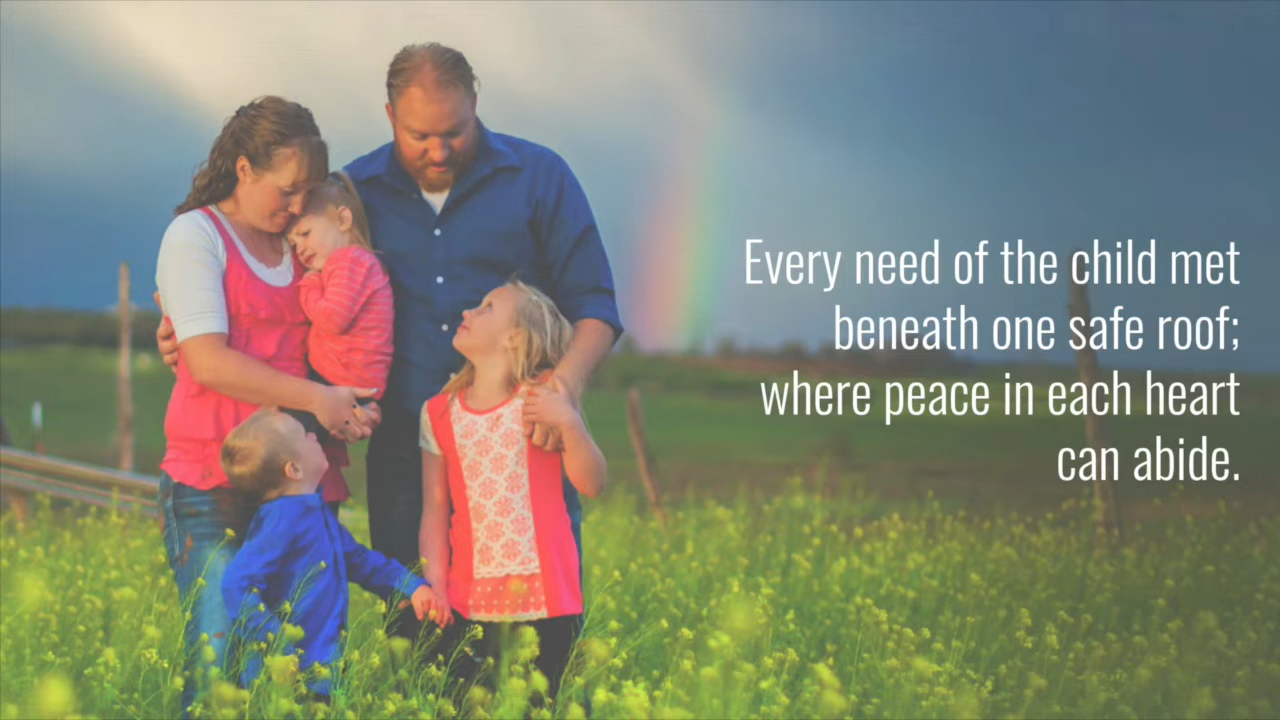 Every need of the child met
beneath one safe roof;
where peace in each heart
can abide.